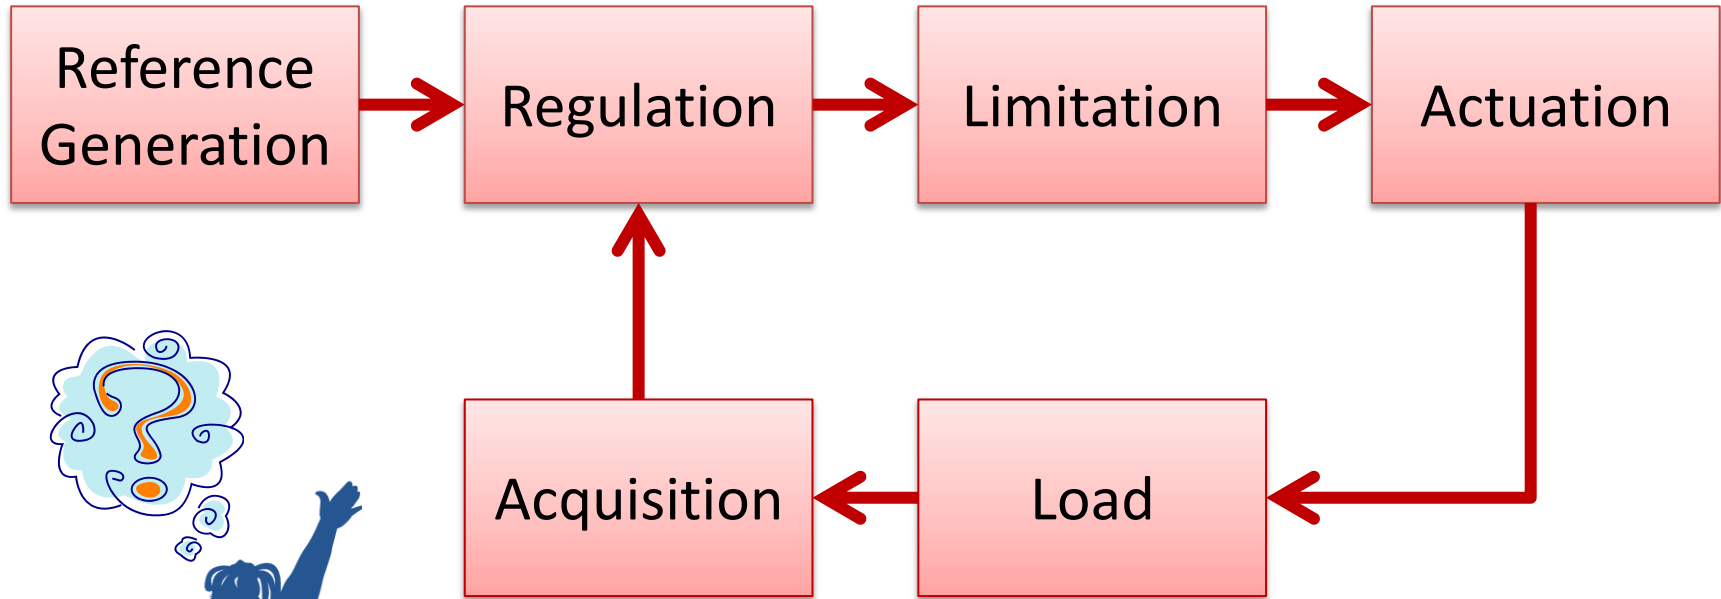 Reference
Generation
Regulation
Limitation
Actuation
Acquisition
Load